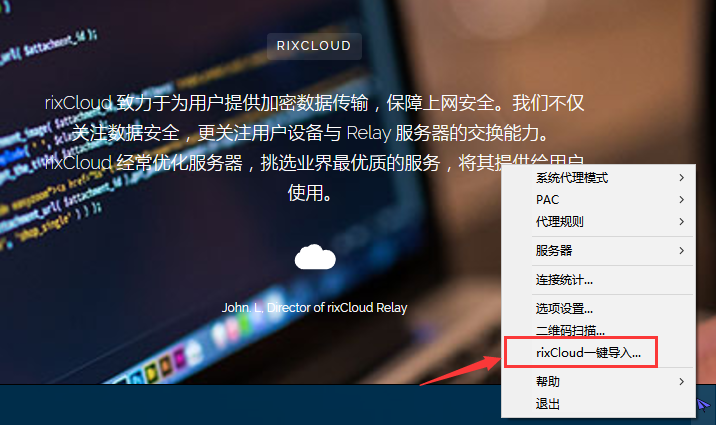 url( $attachment_id );
RIXCLOUD
rixCloud 致力于为用户提供加密数据传输，保障上网安全。我们不仅
关注数据安全，更关注用户设备与 Relay 服务器的交换能力。
rixCloud 经常优化服务器，挑选业界最优质的服务，将其提供给用户
使用。
John. L, Director of rixCloud Relay
系统代理模式
PAC
代理规则
服务器
连接统计...
选项设置...
二维码扫描...
rixCloud一键导入...
帮助
退出